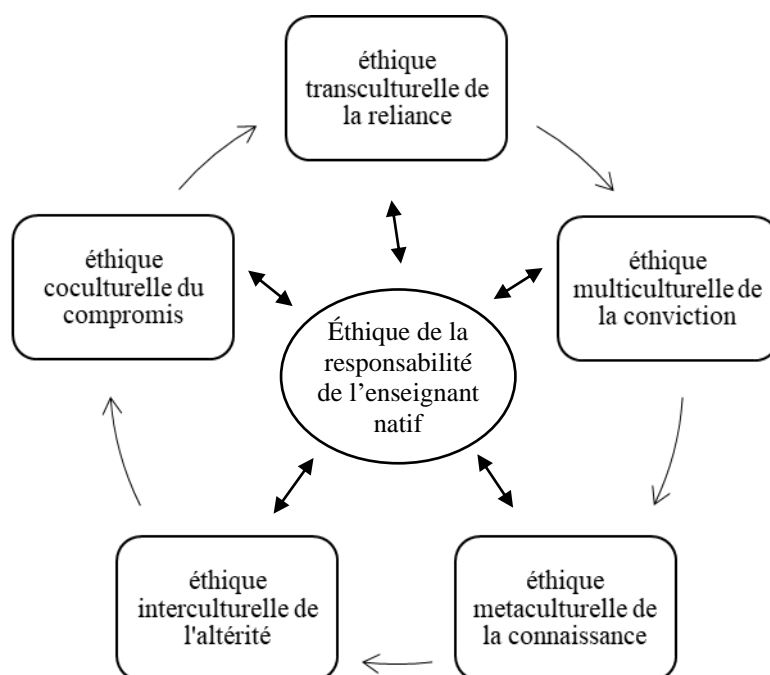 éthique
transculturelle de
la reliance
éthique
coculturelle du
compromis
éthique
multiculturelle de
la conviction
Éthique de la
responsabilité
de l’enseignant
natif
éthique
interculturelle de
l'altérité
éthique
metaculturelle de
la connaissance